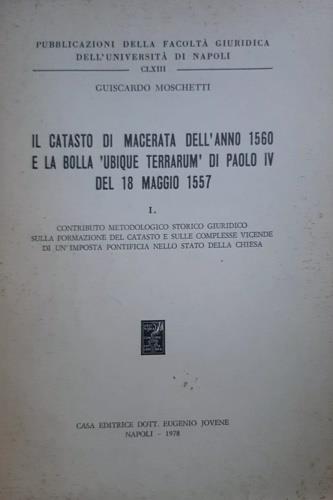 PUBBLICAZIONI DELLA FACOLTÀ GIURIDICA
DELL'UNIVERSITÀ DI NAPOLI
CLXIII
GUISCARDO MOSCHETTI
IL CATASTO DI MACERATA DELL'ANNO 1560
E LA BOLLA 'UBIQUE TERRARUM' DI PAOLO IV
DEL 18 MAGGIO 1557
I.
CONTRIBUTO METODOLOGICO STORICO GIURIDICO
SULLA FORMAZIONE DEL CATASTO E SULLE COMPLESSE VICENDE
DI UN'IMPOSTA PONTIFICIA NELLO STATO DELLA CHIESA
CASA EDITRICE DOTT. EUGENIO JOVENE
NAPOLI - 1978